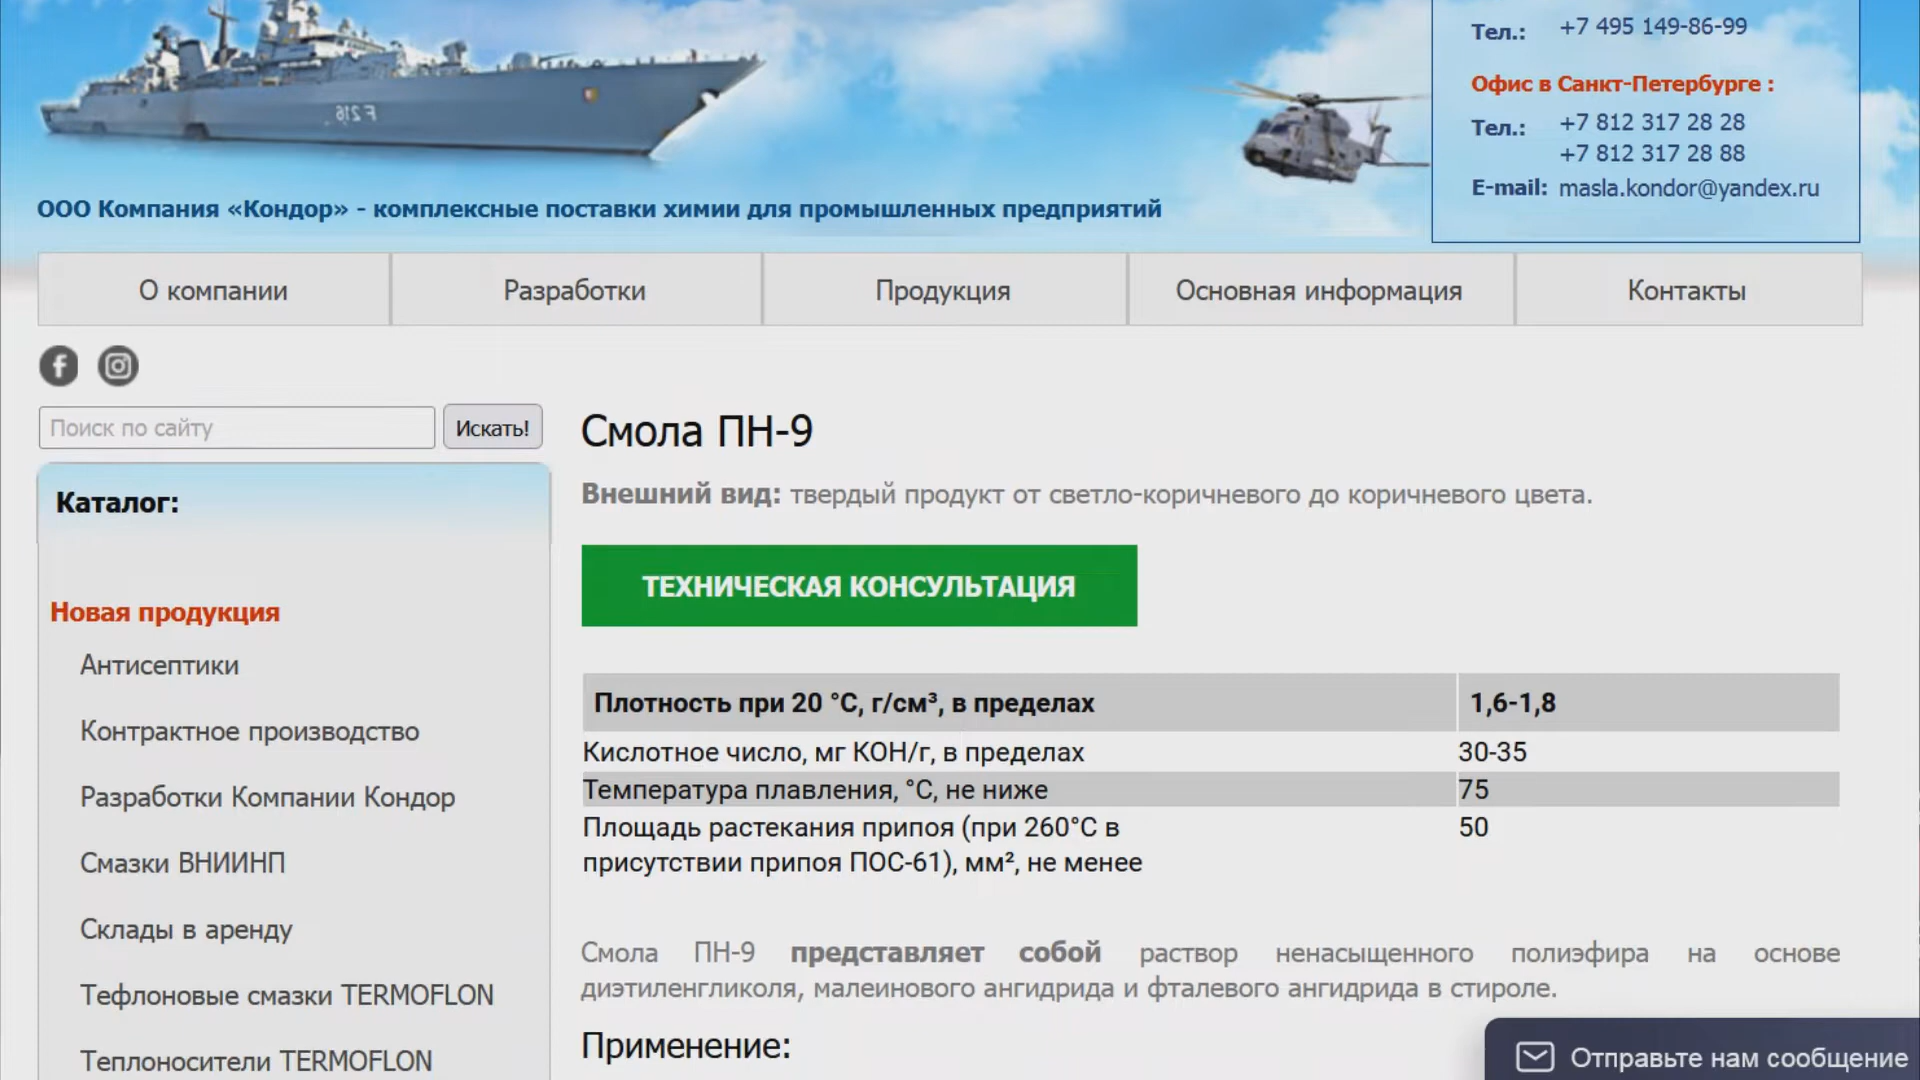 F 216
Тел.: +7 495 149-86-99
Офис в Санкт-Петербурге :
Тел.: +7 812 317 28 28
+7 812 317 28 88
E-mail: masla.kondor@yandex.ru
ООО Компания «Кондор» - комплексные поставки химии для промышленных предприятий
О компании
Разработки
Продукция
Основная информация
Контакты
Поиск по сайту
Искать!
Каталог:
Новая продукция
Антисептики
Контрактное производство
Разработки Компании Кондор
Смазки ВНИИНП
Склады в аренду
Тефлоновые смазки TERMOFLON
Теплоносители TERMOFLON
Смола ПН-9
Внешний вид: твердый продукт от светло-коричневого до коричневого цвета.
ТЕХНИЧЕСКАЯ КОНСУЛЬТАЦИЯ
Плотность при 20 °С, г/см³, в пределах 1,6-1,8
Кислотное число, мг КОН/г, в пределах 30-35
Температура плавления, °С, не ниже 75
Площадь растекания припоя (при 260°С в 50
присутствии припоя ПОС-61), мм², не менее
Смола ПН-9 представляет собой раствор ненасыщенного полиэфира на основе
диэтиленгликоля, малеинового ангидрида и фталевого ангидрида в стироле.
Применение:
Отправьте нам сообщение